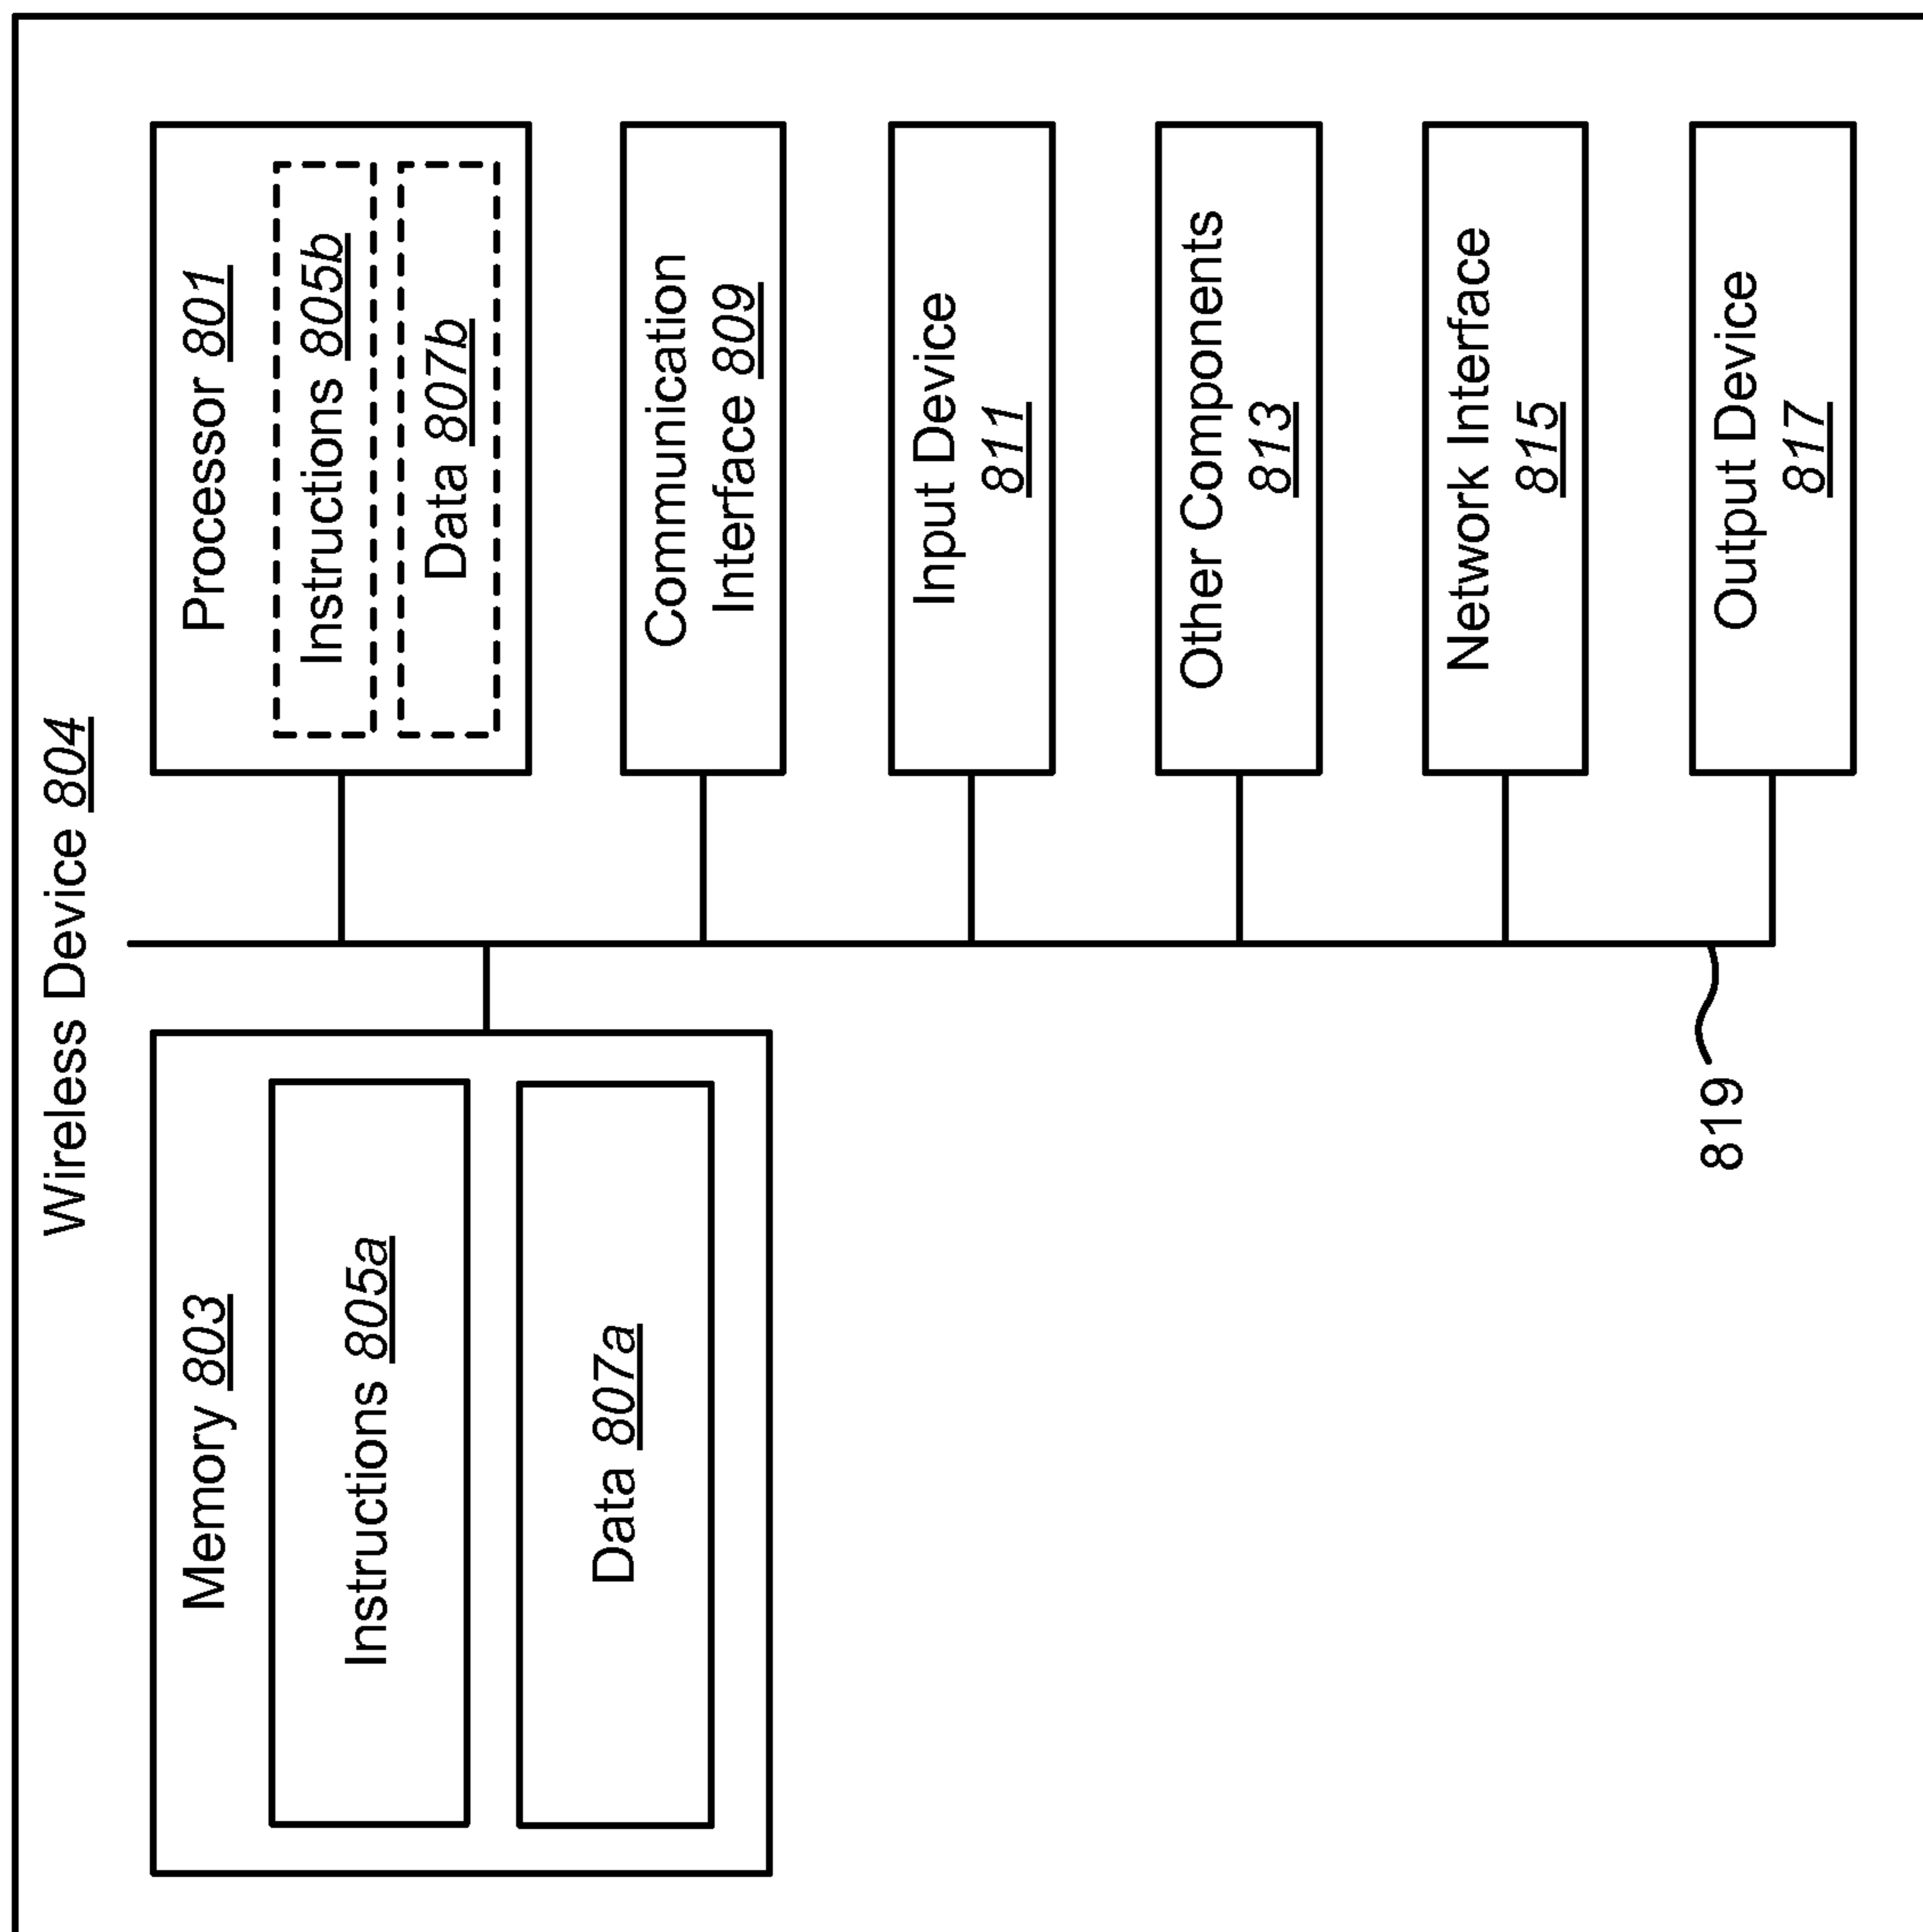 Wireless Device 804
Memory 803
Instructions 805a
Data 807a
Processor 801
Instructions 805b
Data 807b
Communication
Interface 809
Input Device
811
Other Components
813
Network Interface
815
Output Device
817
819